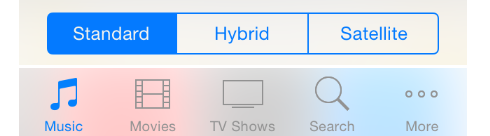 Standard Hybrid Satellite
Music Movies TV Shows Search More